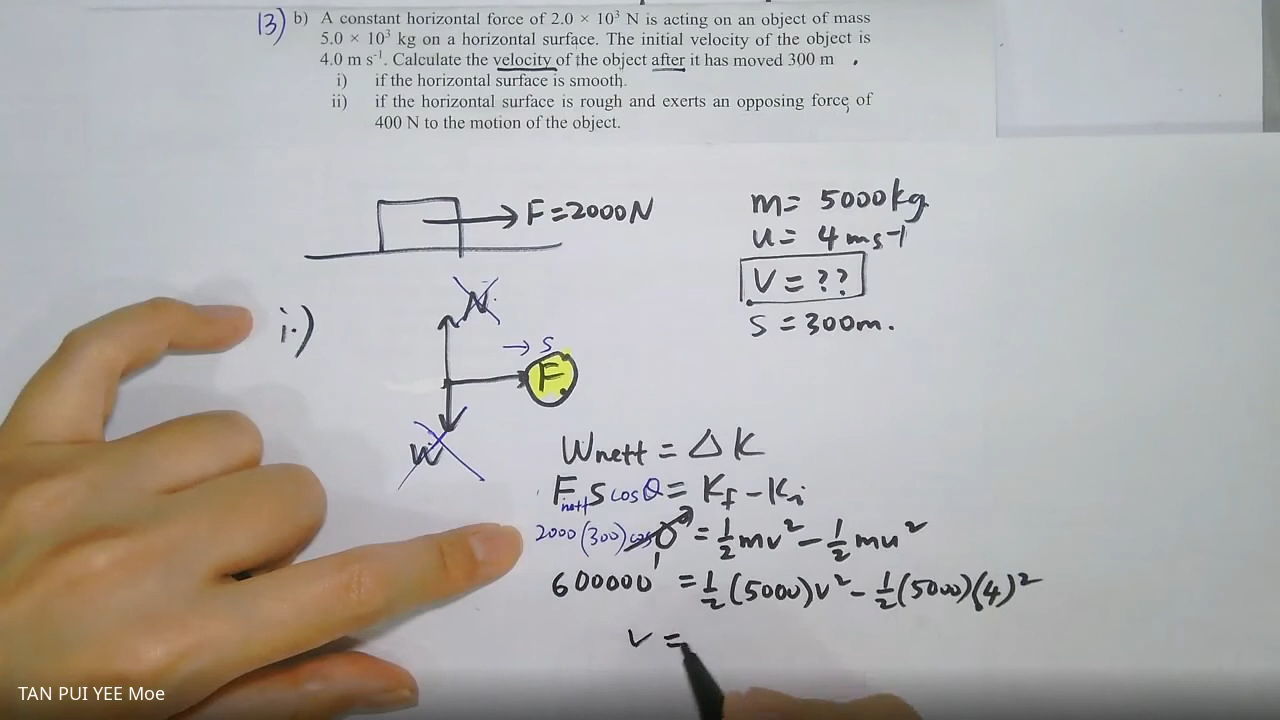 13) b) A constant horizontal force of 2.0 × 10³ N is acting on an object of mass
5.0 × 10³ kg on a horizontal surface. The initial velocity of the object is
4.0 m s⁻¹. Calculate the velocity of the object after it has moved 300 m
i) if the horizontal surface is smooth.
ii) if the horizontal surface is rough and exerts an opposing force of
400 N to the motion of the object.
F=2000N
m= 5000kg
u= 4ms⁻¹
V = ??
S = 300m.
i.)
N
→ s
F
W
Wnett = ΔK
Fnett S cosθ = Kf - Ki
2000(300)cos0° = ½mv² - ½mu²
1
600000 = ½(5000)v² - ½(5000)(4)²
v =
TAN PUI YEE Moe